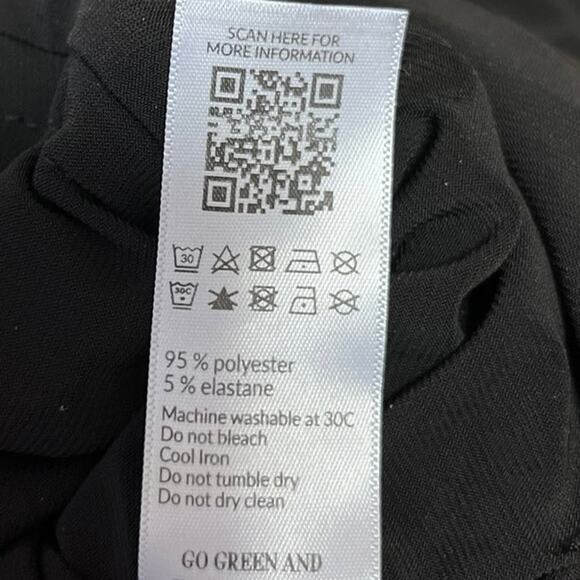 SCAN HERE FOR
MORE INFORMATION
30
30C
95 % polyester
5 % elastane
Machine washable at 30C
Do not bleach
Cool Iron
Do not tumble dry
Do not dry clean
GO GREEN AND